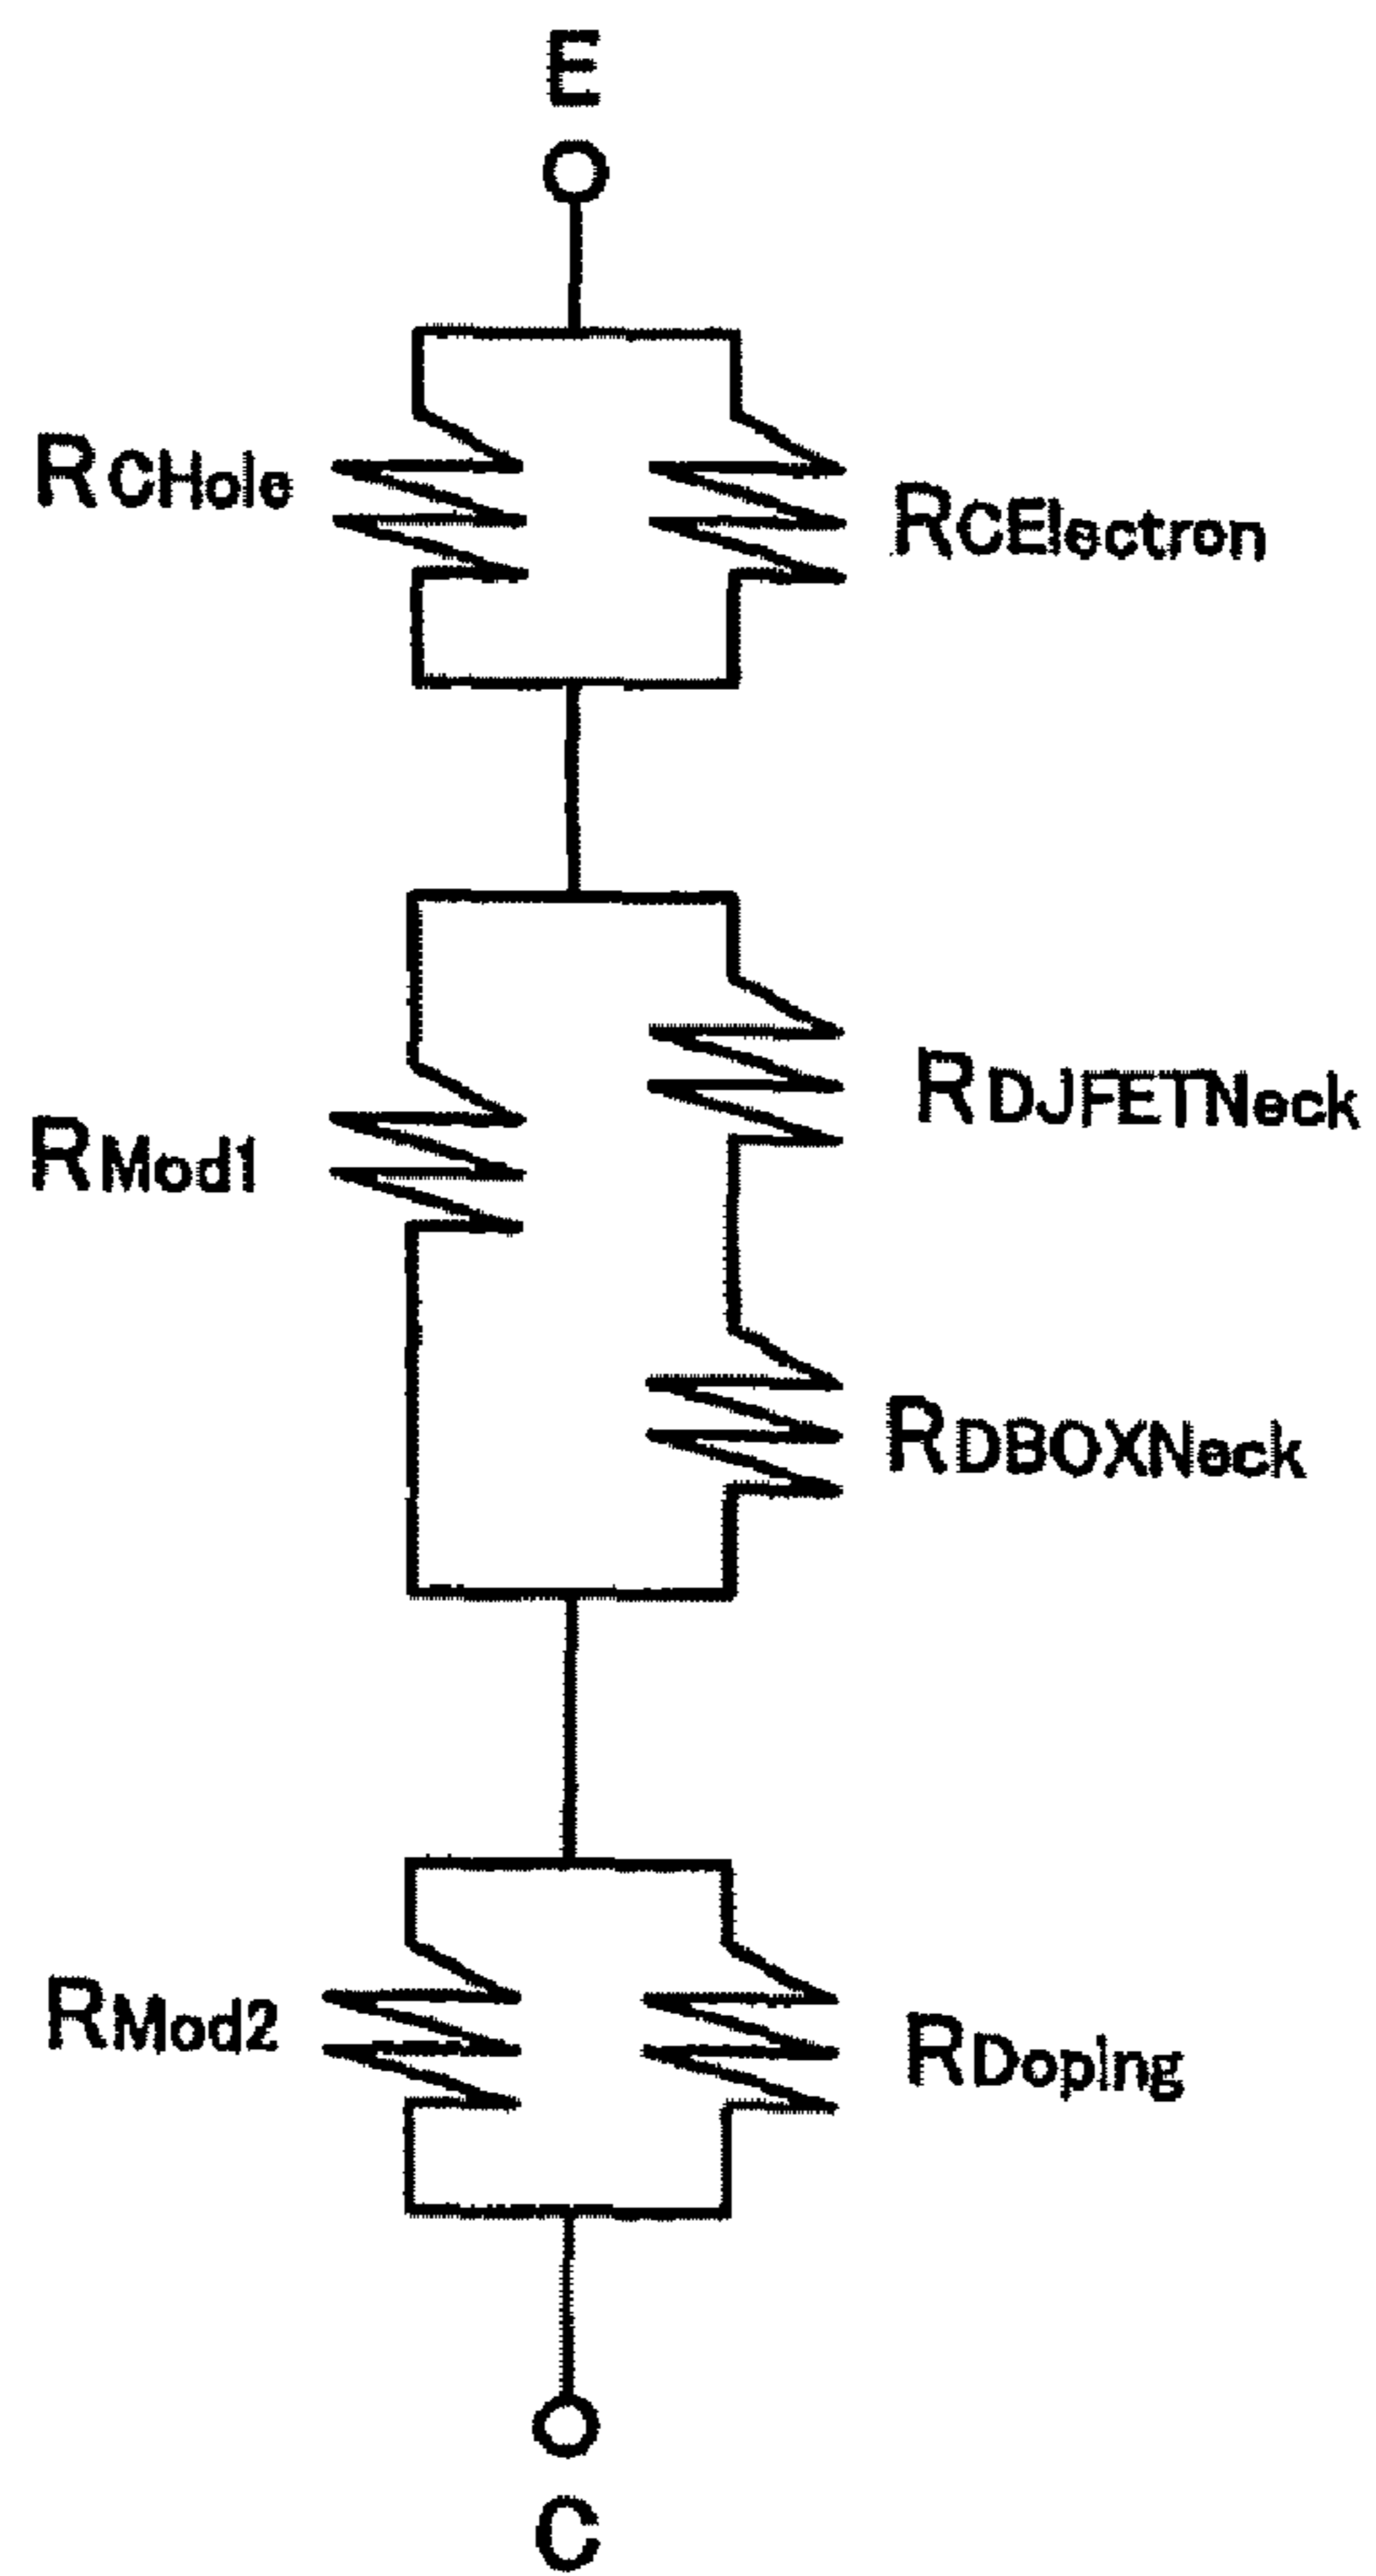 E
RCHole
RCElectron
RDJFETNeck
RMod1
RDBOXNeck
RMod2
RDoping
C